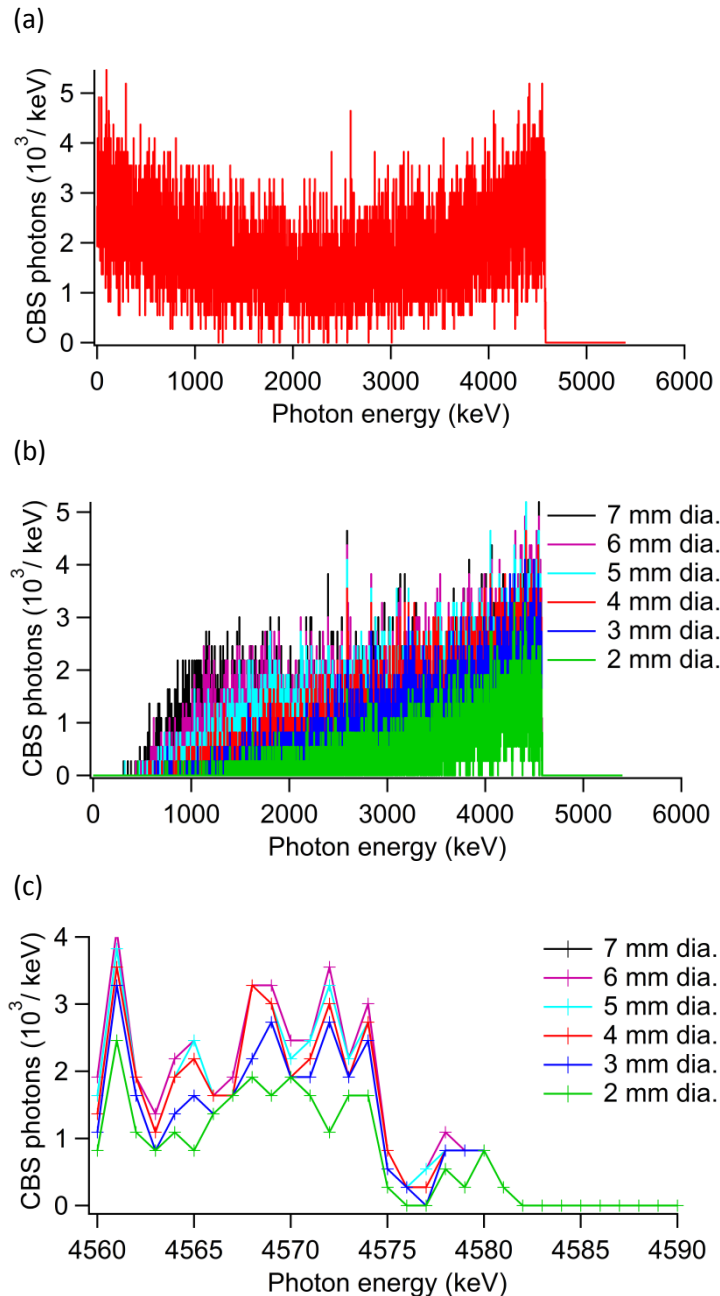 (a)
CBS photons (10³/ keV)
5
4
3
2
1
0
0 1000 2000 3000 4000 5000 6000
Photon energy (keV)
(b)
CBS photons (10³/ keV)
5
4
3
2
1
0
7 mm dia.
6 mm dia.
5 mm dia.
4 mm dia.
3 mm dia.
2 mm dia.
0 1000 2000 3000 4000 5000 6000
Photon energy (keV)
(c)
CBS photons (10³/ keV)
4
3
2
1
0
7 mm dia.
6 mm dia.
5 mm dia.
4 mm dia.
3 mm dia.
2 mm dia.
4560 4565 4570 4575 4580 4585 4590
Photon energy (keV)